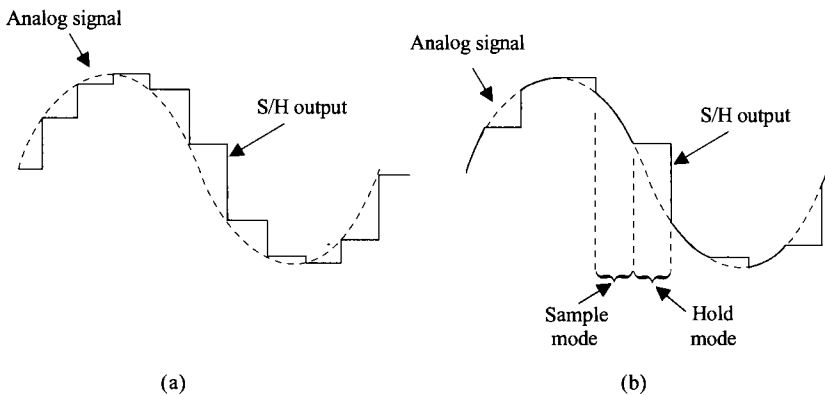 Analog signal
S/H output
(a)
Analog signal
S/H output
Sample
mode
Hold
mode
(b)